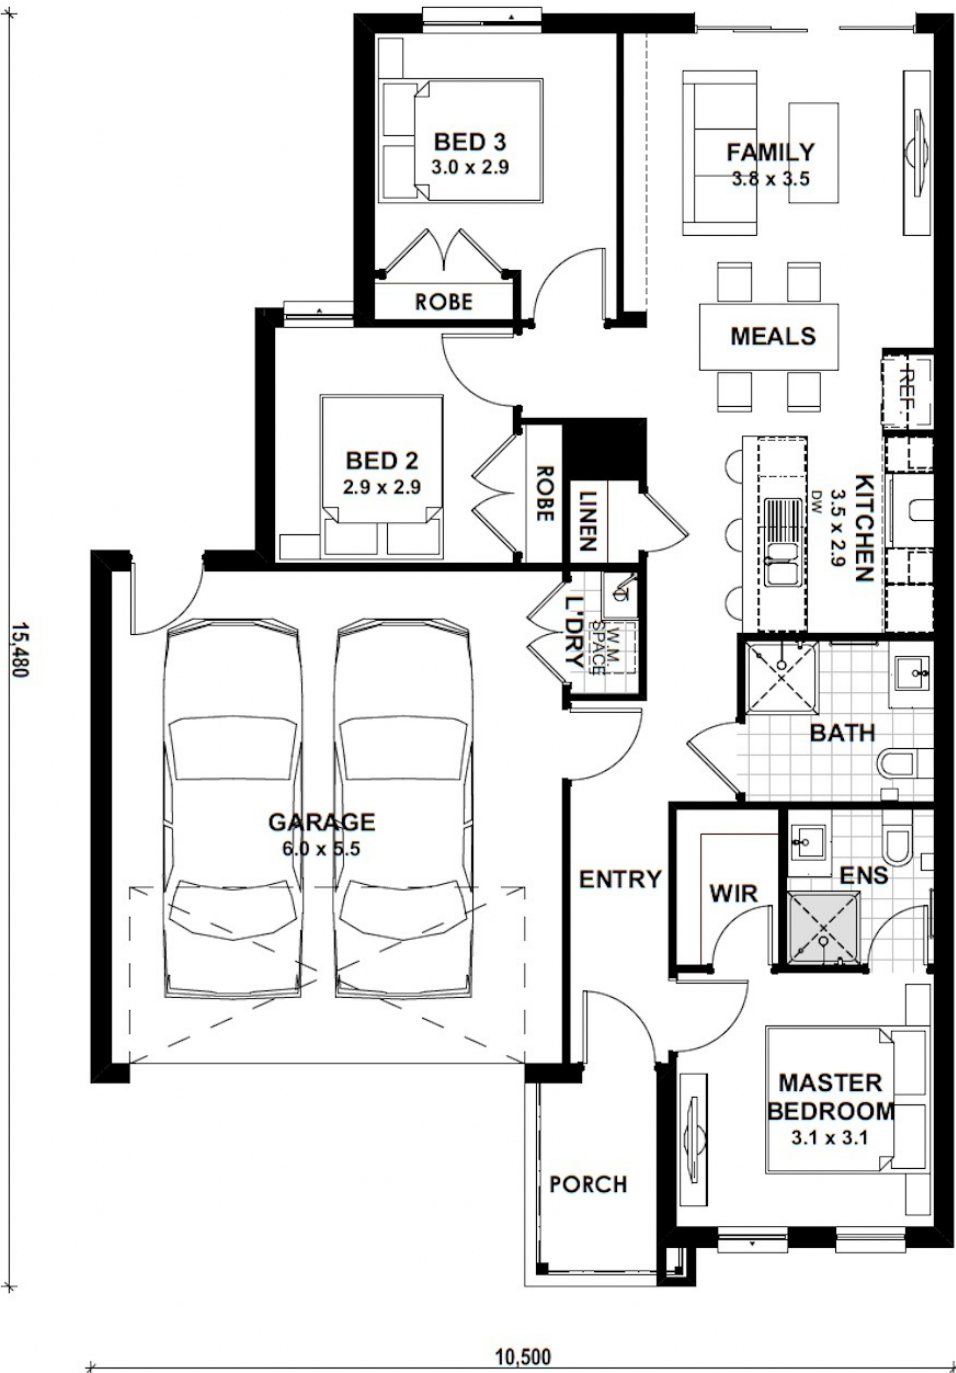 BED 3
3.0 x 2.9
FAMILY
3.8 x 3.5
ROBE
MEALS
REF.
BED 2
2.9 x 2.9
ROBE
LINEN
KITCHEN
3.5 x 2.9
DW
L'DRY
W.M.
SPACE
15,480
BATH
GARAGE
6.0 x 5.5
ENTRY
WIR
ENS
MASTER
BEDROOM
3.1 x 3.1
PORCH
10,500